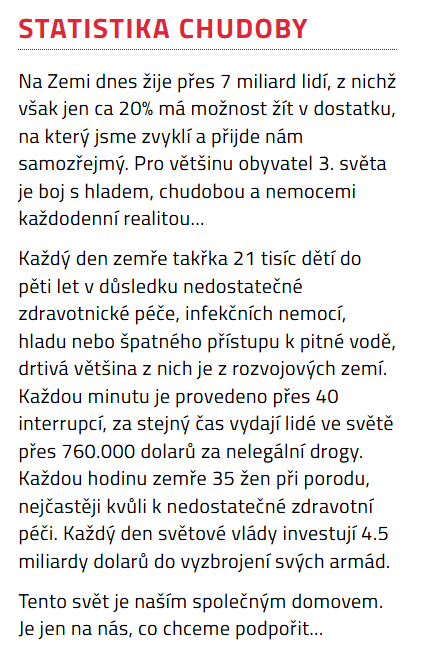 STATISTIKA CHUDOBY
Na Zemi dnes žije přes 7 miliard lidí, z nichž
však jen ca 20% má možnost žít v dostatku,
na který jsme zvyklí a přijde nám
samozřejmý. Pro většinu obyvatel 3. světa
je boj s hladem, chudobou a nemocemi
každodenní realitou...
Každý den zemře takřka 21 tisíc dětí do
pěti let v důsledku nedostatečné
zdravotnické péče, infekčních nemocí,
hladu nebo špatného přístupu k pitné vodě,
drtivá většina z nich je z rozvojových zemí.
Každou minutu je provedeno přes 40
interrupcí, za stejný čas vydají lidé ve světě
přes 760.000 dolarů za nelegální drogy.
Každou hodinu zemře 35 žen při porodu,
nejčastěji kvůli k nedostatečné zdravotní
péči. Každý den světové vlády investují 4.5
miliardy dolarů do vyzbrojení svých armád.
Tento svět je naším společným domovem.
Je jen na nás, co chceme podpořit...